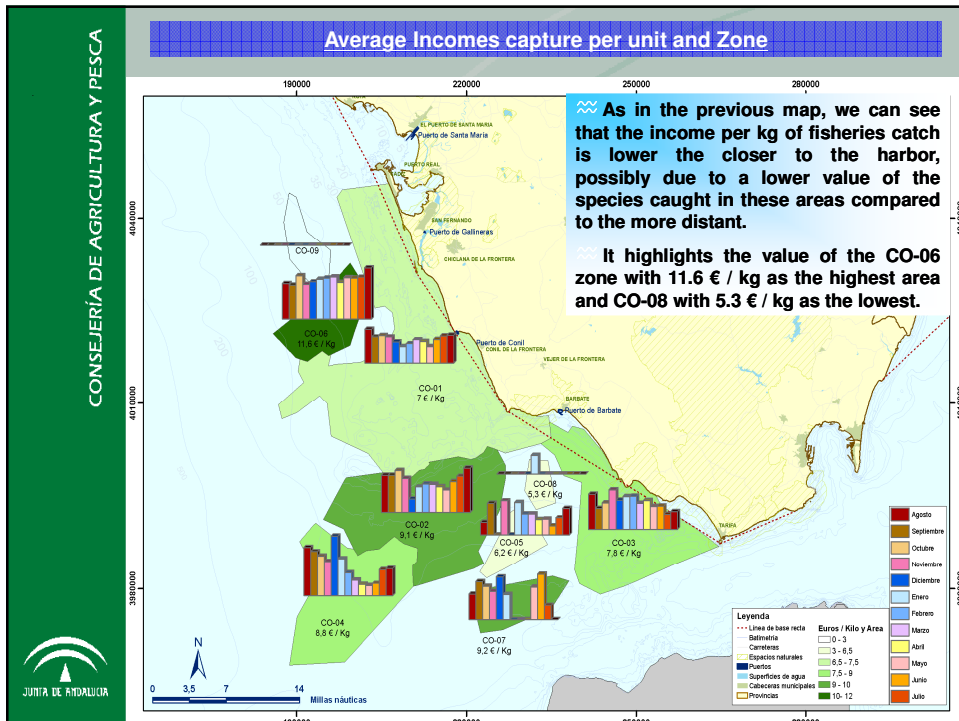 CONSEJERÍA DE AGRICULTURA Y PESCA
JUNTA DE ANDALUCIA
Average Incomes capture per unit and Zone
190000
220000
250000
280000
As in the previous map, we can see
that the income per kg of fisheries catch
is lower the closer to the harbor,
possibly due to a lower value of the
species caught in these areas compared
to the more distant.
It highlights the value of the CO-06
zone with 11.6 € / kg as the highest area
and CO-08 with 5.3 € / kg as the lowest.
EL PUERTO DE SANTA MARIA
Puerto de Santa María
PUERTO REAL
4040000
SAN FERNANDO
Puerto de Gallineras
CO-09
CHICLANA DE LA FRONTERA
CO-06
11,6 € / Kg
Puerto de Conil
CONIL DE LA FRONTERA
VEJER DE LA FRONTERA
CO-01
7 € / Kg
4010000
BARBATE
Puerto de Barbate
CO-08
5,3 € / Kg
CO-02
9,1 € / Kg
CO-05
6,2 € / Kg
CO-03
7,8 € / Kg
TARIFA
3980000
CO-04
8,8 € / Kg
CO-07
9,2 € / Kg
Agosto
Septiembre
Octubre
Noviembre
Diciembre
Enero
Febrero
Marzo
Abril
Mayo
Junio
Julio
Leyenda
Linea de base recta
Batimetría
Carreteras
Espacios naturales
Puertos
Superficies de agua
Cabeceras municipales
Provincias
Euros / Kilo y Area
0 - 3
3 - 6,5
6,5 - 7,5
7,5 - 9
9 - 10
10- 12
N
0 3,5 7 14
Millas náuticas
190000
220000
250000
280000